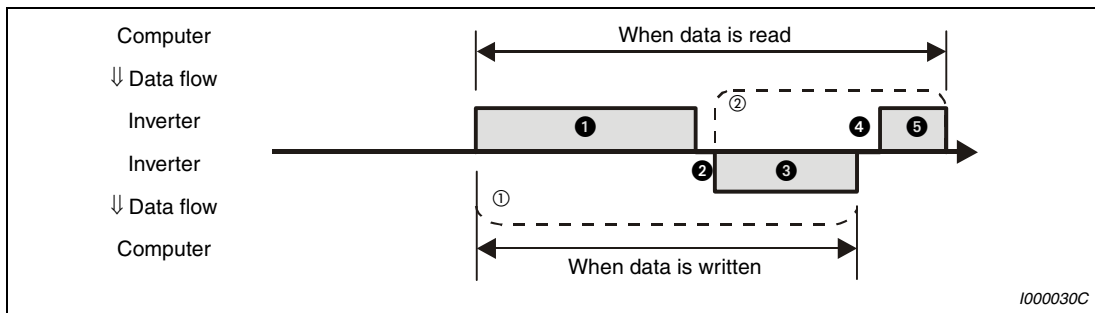 Computer
When data is read
⇓ Data flow
②
Inverter
❶
❹
❺
Inverter
❷
❸
⇓ Data flow
①
Computer
When data is written
I000030C